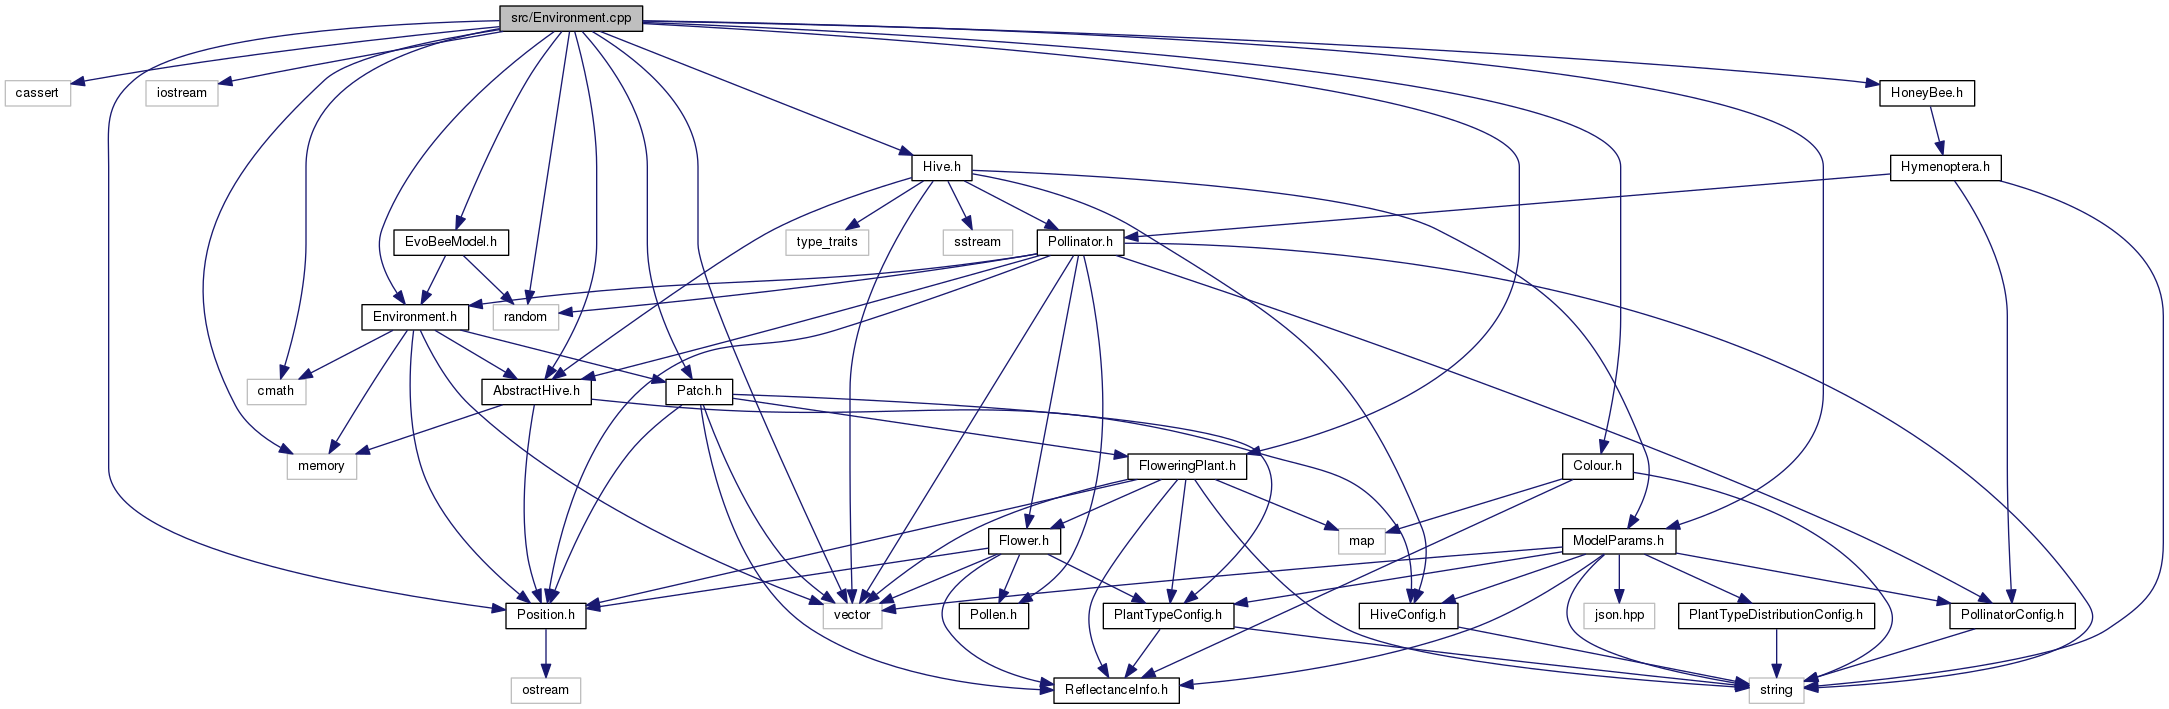 src/Environment.cpp
cassert
iostream
HoneyBee.h
Hive.h
Hymenoptera.h
EvoBeeModel.h
type_traits
sstream
Pollinator.h
Environment.h
random
cmath
AbstractHive.h
Patch.h
memory
FloweringPlant.h
Colour.h
Flower.h
map
ModelParams.h
Position.h
vector
Pollen.h
PlantTypeConfig.h
HiveConfig.h
json.hpp
PlantTypeDistributionConfig.h
PollinatorConfig.h
ostream
ReflectanceInfo.h
string